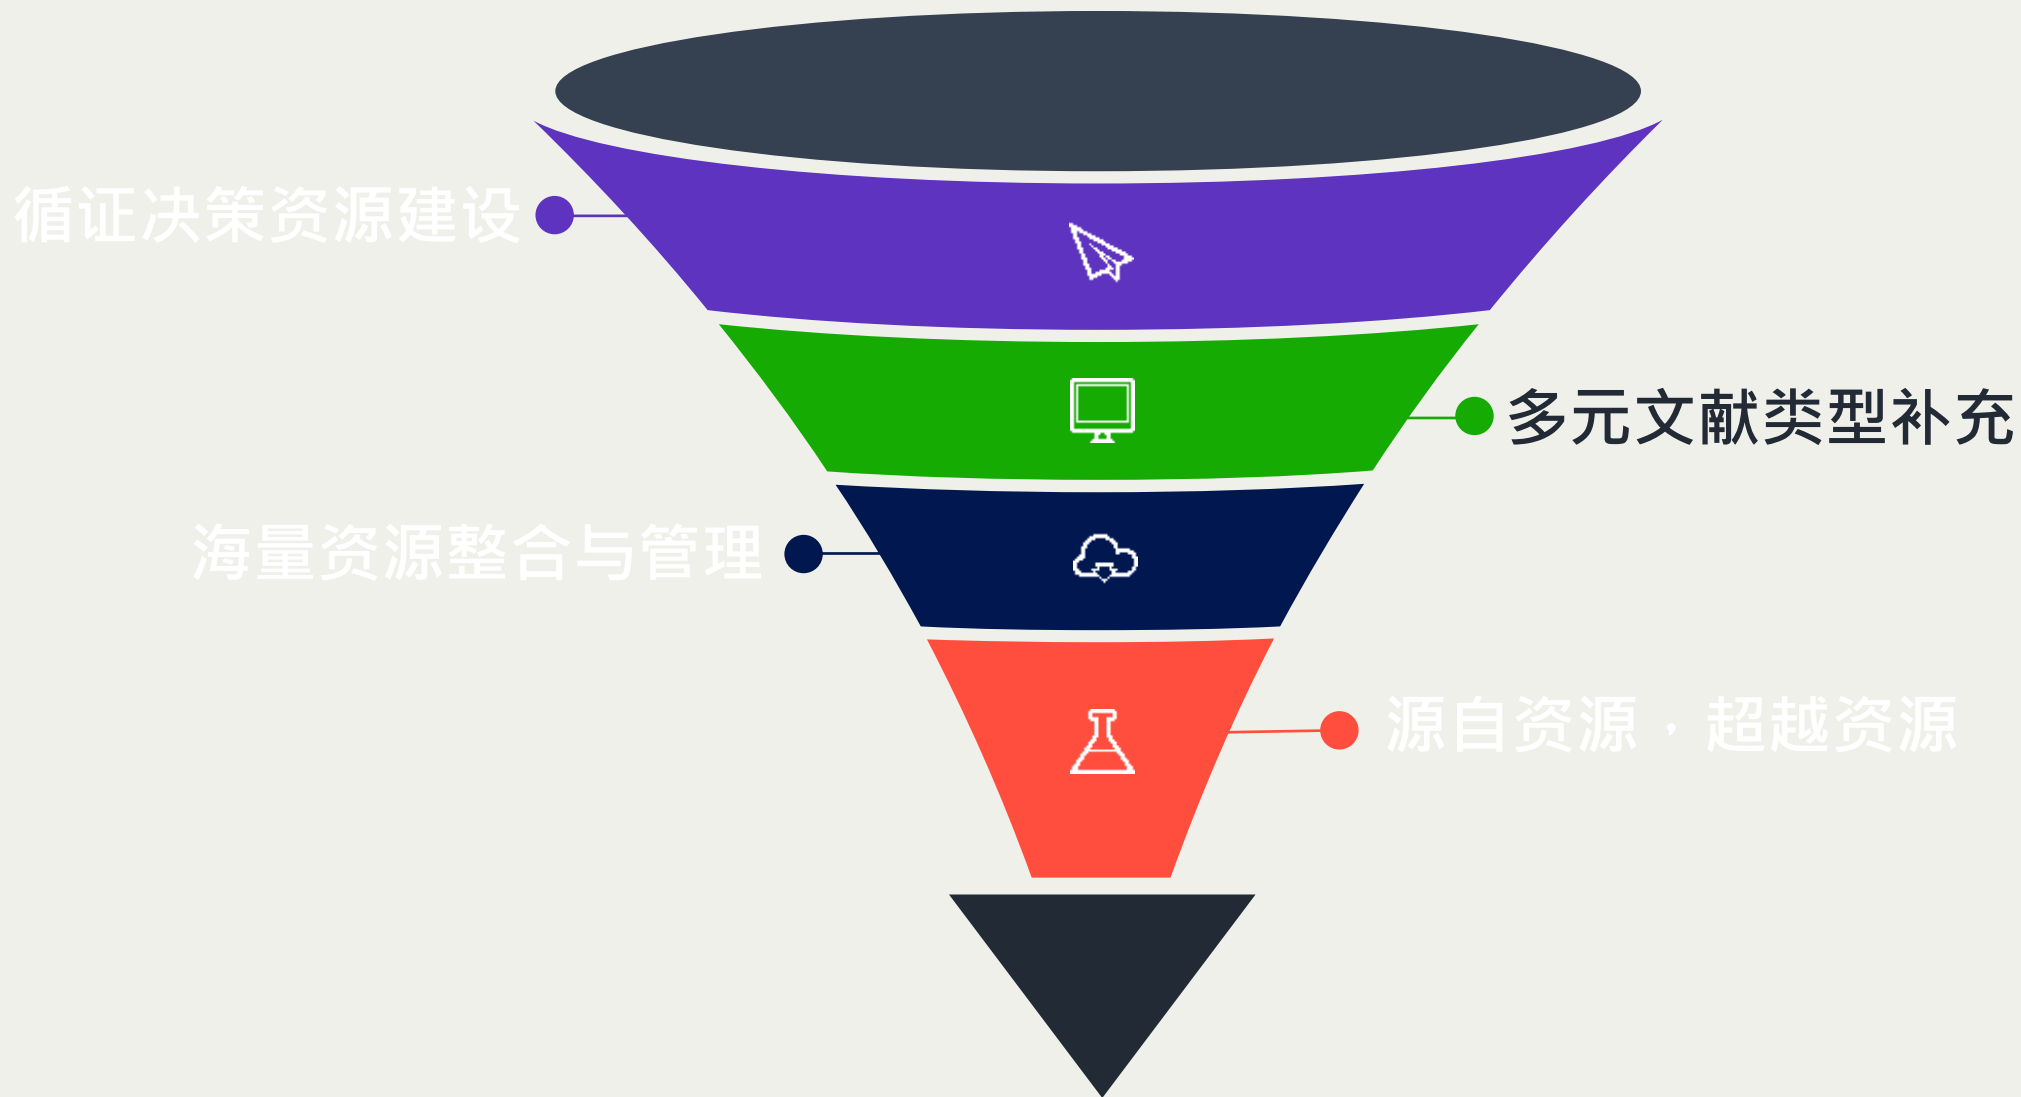 循证决策资源建设
多元文献类型补充
海量资源整合与管理
源自资源，超越资源